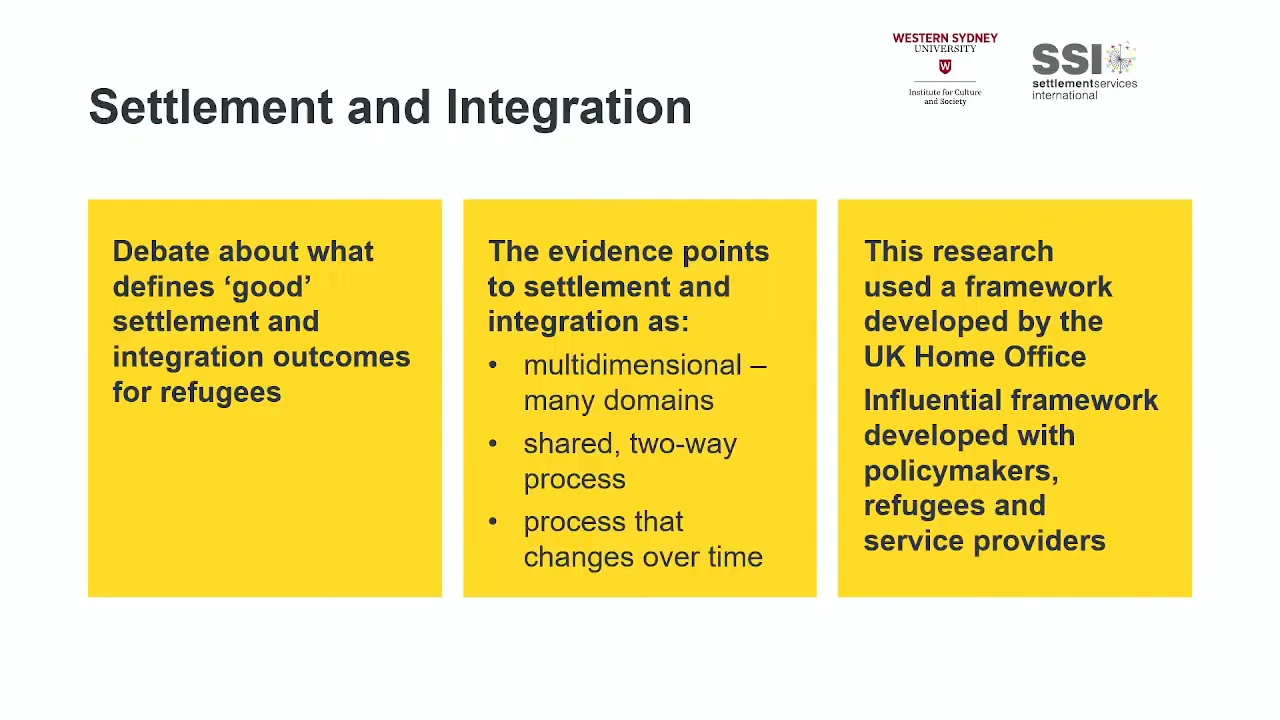 WESTERN SYDNEY
UNIVERSITY
W
Institute for Culture
and Society
SSI
settlementservices
international
Settlement and Integration
Debate about what
defines ‘good’
settlement and
integration outcomes
for refugees
The evidence points
to settlement and
integration as:
• multidimensional –
many domains
• shared, two-way
process
• process that
changes over time
This research
used a framework
developed by the
UK Home Office
Influential framework
developed with
policymakers,
refugees and
service providers